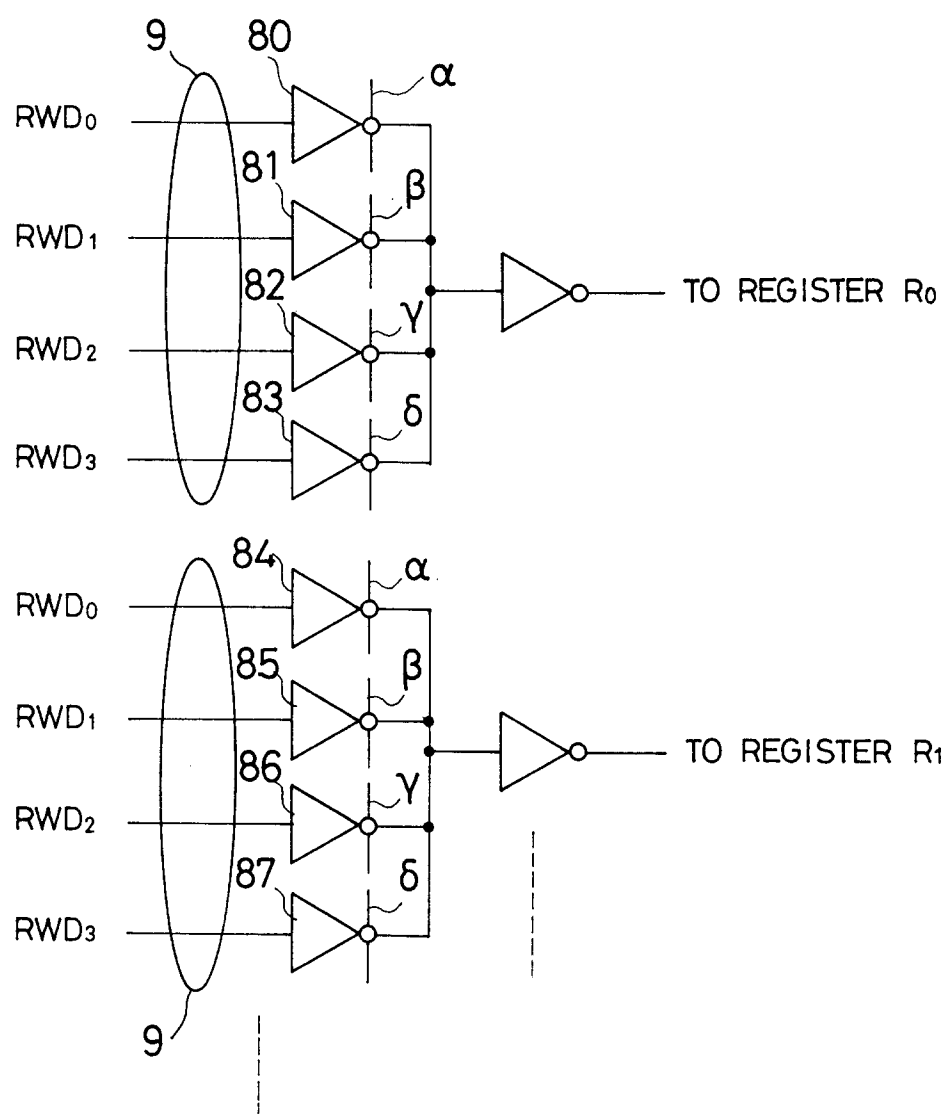 9
80
α
RWD₀
81
β
RWD₁
82
γ
TO REGISTER R₀
RWD₂
83
δ
RWD₃
84
α
RWD₀
85
β
RWD₁
86
γ
TO REGISTER R₁
RWD₂
87
δ
RWD₃
9